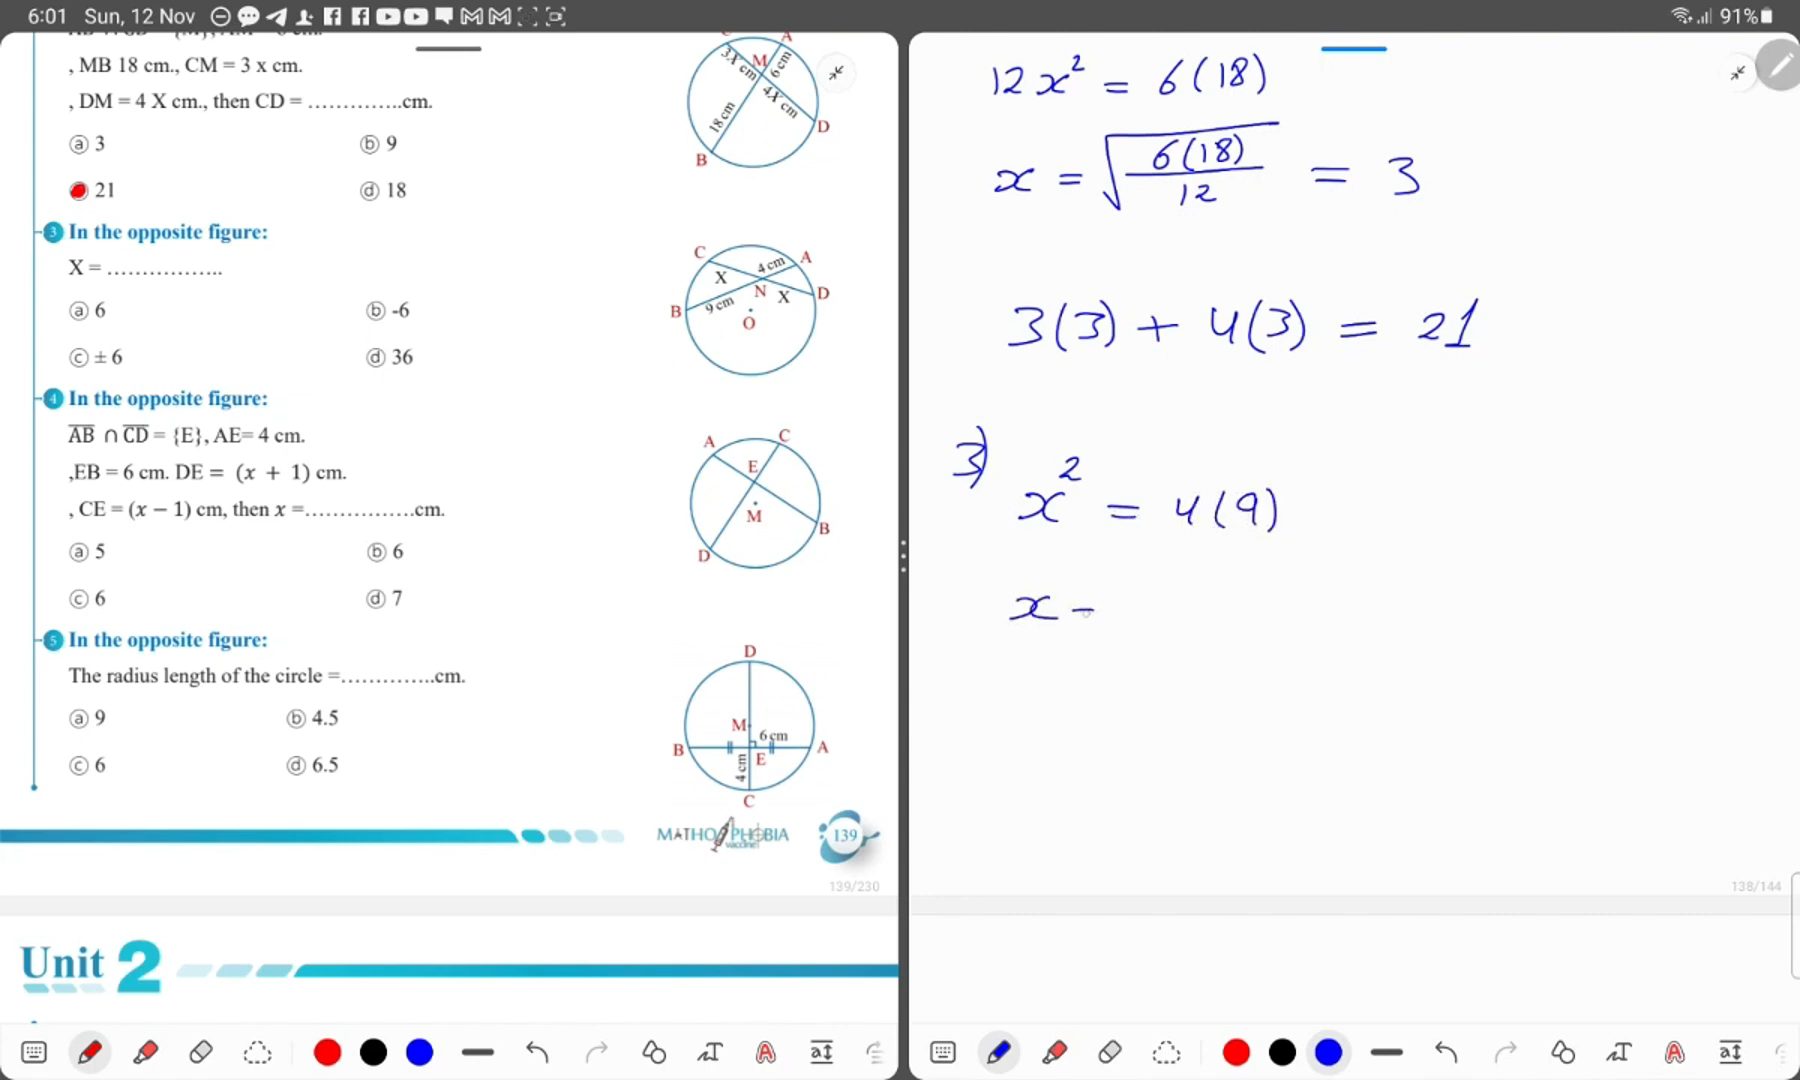 6:01 Sun, 12 Nov
91%
, MB 18 cm., CM = 3 x cm.
, DM = 4 X cm., then CD = ..............cm.
ⓐ 3
ⓑ 9
21
ⓓ 18
A
M
3X cm
6 cm
4X cm
18 cm
D
B
3 In the opposite figure:
X = .................
ⓐ 6
ⓑ -6
ⓒ ± 6
ⓓ 36
C
4 cm
A
X
N
X
D
B
9 cm
O
4 In the opposite figure:
AB ∩ CD = {E}, AE= 4 cm.
,EB = 6 cm. DE = (x + 1) cm.
, CE = (x − 1) cm, then x =................cm.
ⓐ 5
ⓑ 6
ⓒ 6
ⓓ 7
A
C
E
M
B
D
5 In the opposite figure:
The radius length of the circle =..............cm.
ⓐ 9
ⓑ 4.5
ⓒ 6
ⓓ 6.5
D
M
6 cm
B
A
E
4 cm
C
MATHO PHOBIA
vaccine!
139
139/230
Unit 2
12x² = 6(18)
x = √6(18)/12 = 3
3(3) + 4(3) = 21
3)
x² = 4(9)
x -
138/144